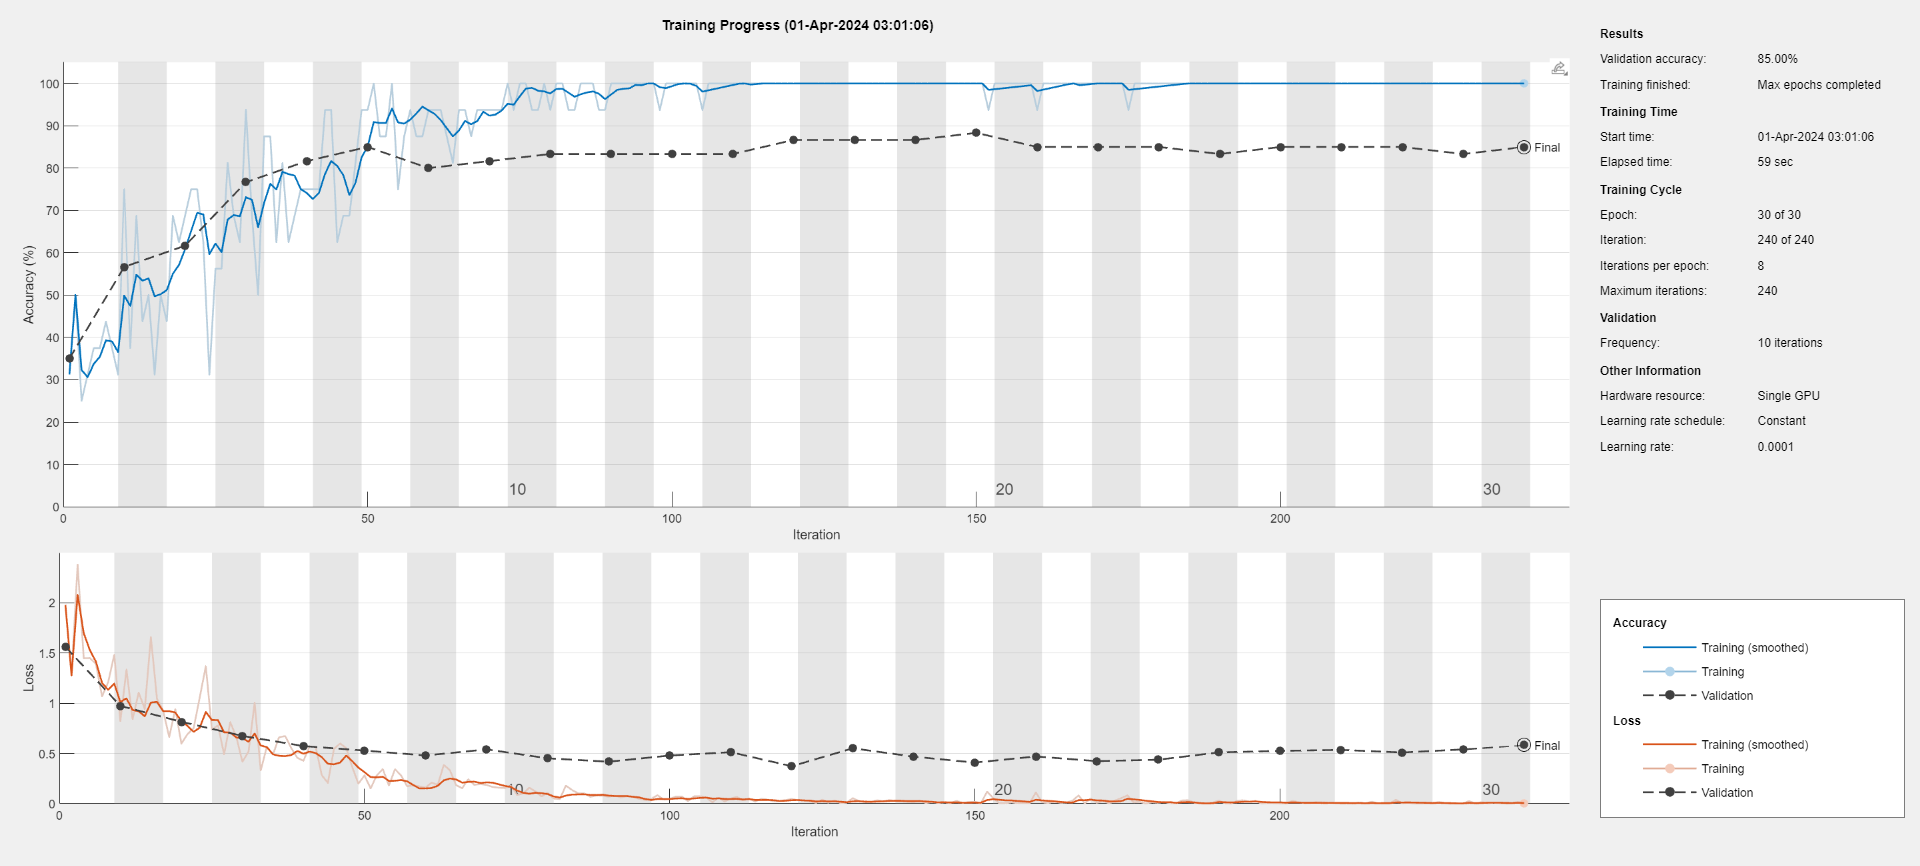 Training Progress (01-Apr-2024 03:01:06)
100
90
80
70
60
50
40
30
20
10
0
Accuracy (%)
Final
10
20
30
0
50
100
150
200
Iteration
2
1.5
1
0.5
0
Loss
Final
10
20
30
0
50
100
150
200
Iteration
Results
Validation accuracy: 85.00%
Training finished: Max epochs completed
Training Time
Start time: 01-Apr-2024 03:01:06
Elapsed time: 59 sec
Training Cycle
Epoch: 30 of 30
Iteration: 240 of 240
Iterations per epoch: 8
Maximum iterations: 240
Validation
Frequency: 10 iterations
Other Information
Hardware resource: Single GPU
Learning rate schedule: Constant
Learning rate: 0.0001
Accuracy
Training (smoothed)
Training
Validation
Loss
Training (smoothed)
Training
Validation